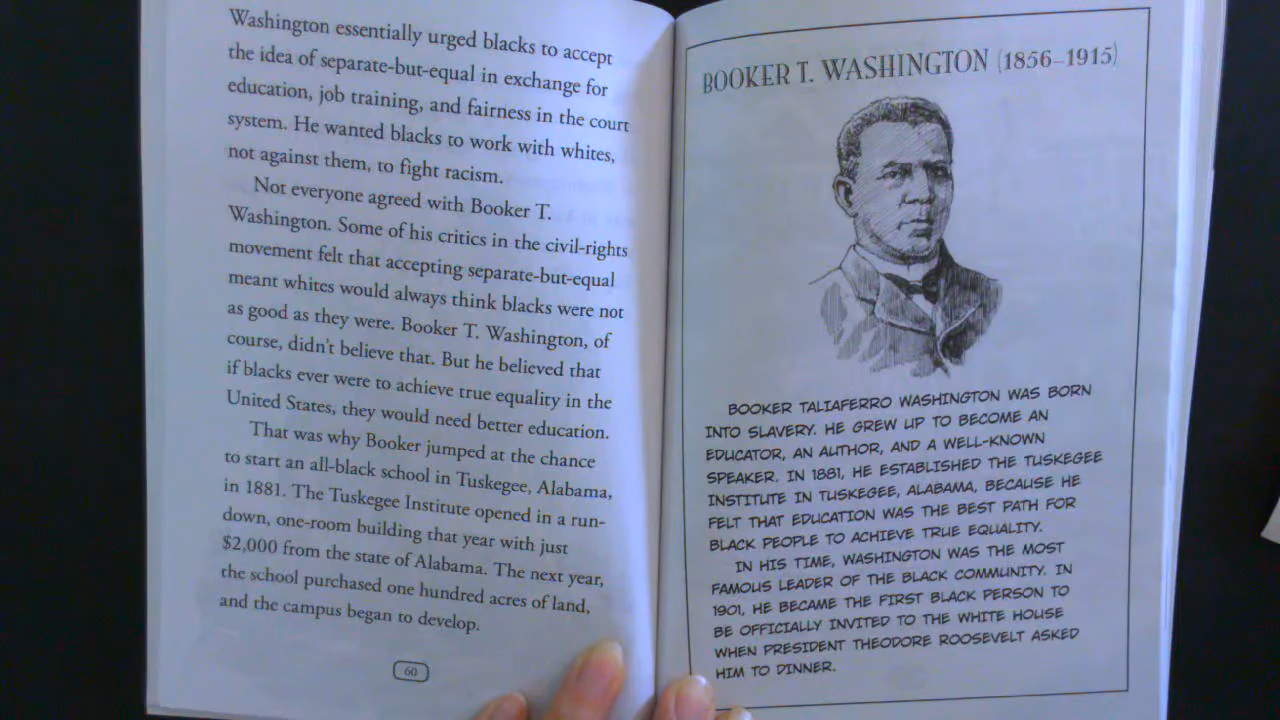 Washington essentially urged blacks to accept
the idea of separate-but-equal in exchange for
education, job training, and fairness in the court
system. He wanted blacks to work with whites,
not against them, to fight racism.
Not everyone agreed with Booker T.
Washington. Some of his critics in the civil-rights
movement felt that accepting separate-but-equal
meant whites would always think blacks were not
as good as they were. Booker T. Washington, of
course, didn't believe that. But he believed that
if blacks ever were to achieve true equality in the
United States, they would need better education.
That was why Booker jumped at the chance
to start an all-black school in Tuskegee, Alabama,
in 1881. The Tuskegee Institute opened in a run-
down, one-room building that year with just
$2,000 from the state of Alabama. The next year,
the school purchased one hundred acres of land,
and the campus began to develop.
60
BOOKER T. WASHINGTON (1856–1915)
BOOKER TALIAFERRO WASHINGTON WAS BORN
INTO SLAVERY. HE GREW UP TO BECOME AN
EDUCATOR, AN AUTHOR, AND A WELL-KNOWN
SPEAKER. IN 1881, HE ESTABLISHED THE TUSKEGEE
INSTITUTE IN TUSKEGEE, ALABAMA, BECAUSE HE
FELT THAT EDUCATION WAS THE BEST PATH FOR
BLACK PEOPLE TO ACHIEVE TRUE EQUALITY.
IN HIS TIME, WASHINGTON WAS THE MOST
FAMOUS LEADER OF THE BLACK COMMUNITY. IN
1901, HE BECAME THE FIRST BLACK PERSON TO
BE OFFICIALLY INVITED TO THE WHITE HOUSE
WHEN PRESIDENT THEODORE ROOSEVELT ASKED
HIM TO DINNER.